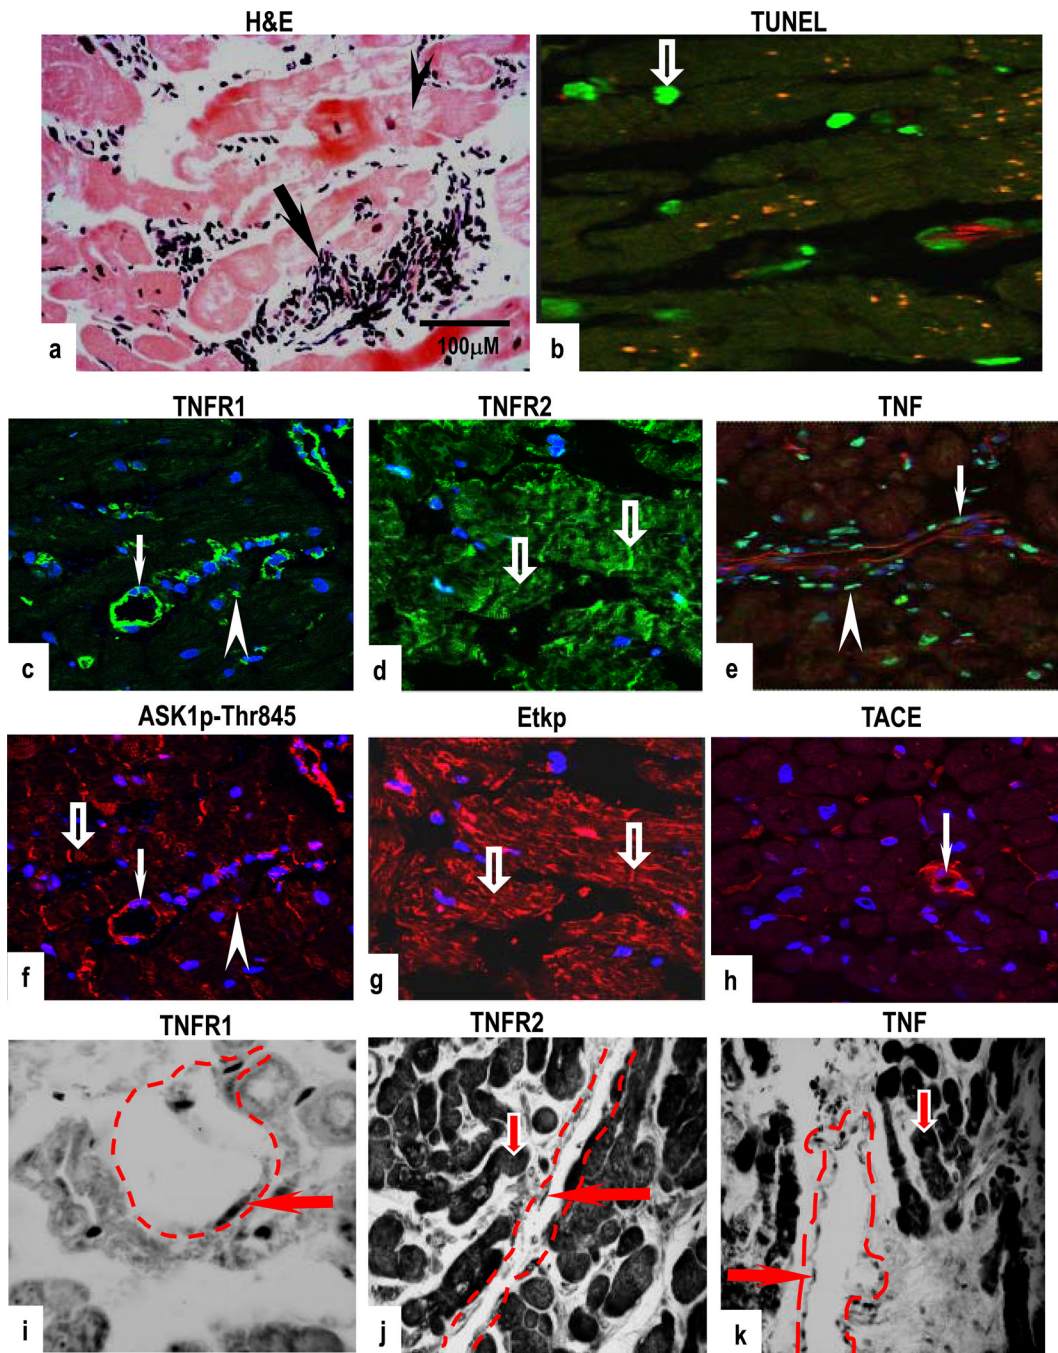 H&E
TUNEL
a
100μM
b
TNFR1
TNFR2
TNF
c
d
e
ASK1p-Thr845
Etkp
TACE
f
g
h
TNFR1
TNFR2
TNF
i
j
k